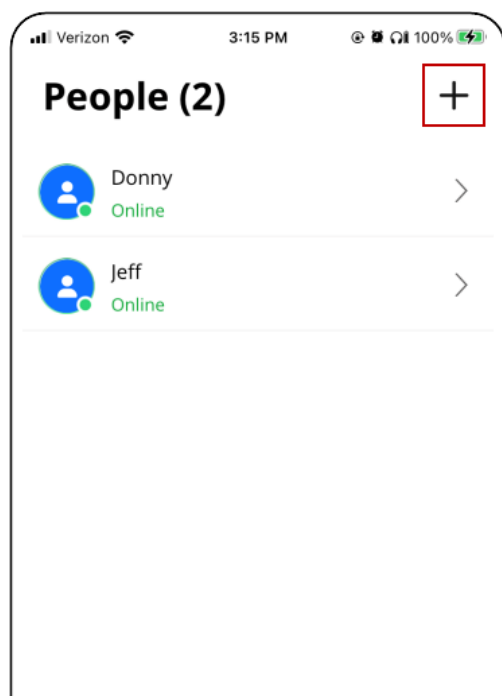 Verizon 3:15 PM 100%
People (2)
Donny
Online
Jeff
Online